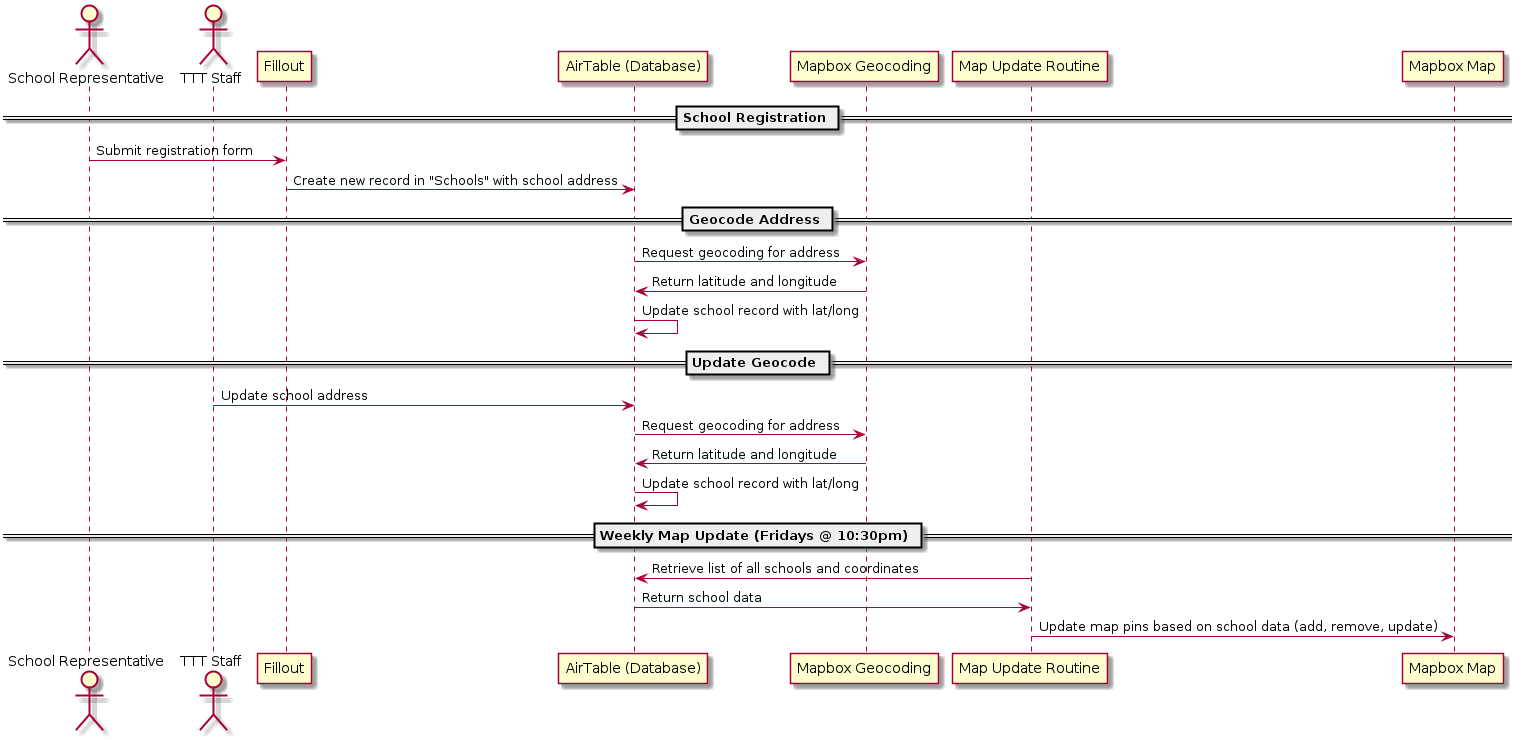 School Representative
TTT Staff
Fillout
AirTable (Database)
Mapbox Geocoding
Map Update Routine
Mapbox Map
School Registration
Submit registration form
Create new record in "Schools" with school address
Geocode Address
Request geocoding for address
Return latitude and longitude
Update school record with lat/long
Update Geocode
Update school address
Request geocoding for address
Return latitude and longitude
Update school record with lat/long
Weekly Map Update (Fridays @ 10:30pm)
Retrieve list of all schools and coordinates
Return school data
Update map pins based on school data (add, remove, update)
School Representative
TTT Staff
Fillout
AirTable (Database)
Mapbox Geocoding
Map Update Routine
Mapbox Map